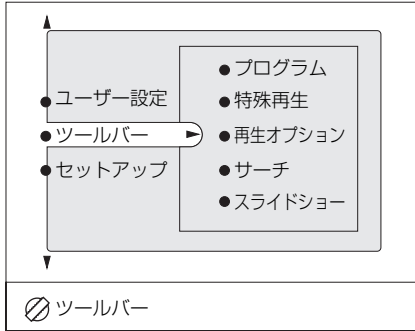 ユーザー設定
ツールバー
セットアップ
プログラム
特殊再生
再生オプション
サーチ
スライドショー
ツールバー